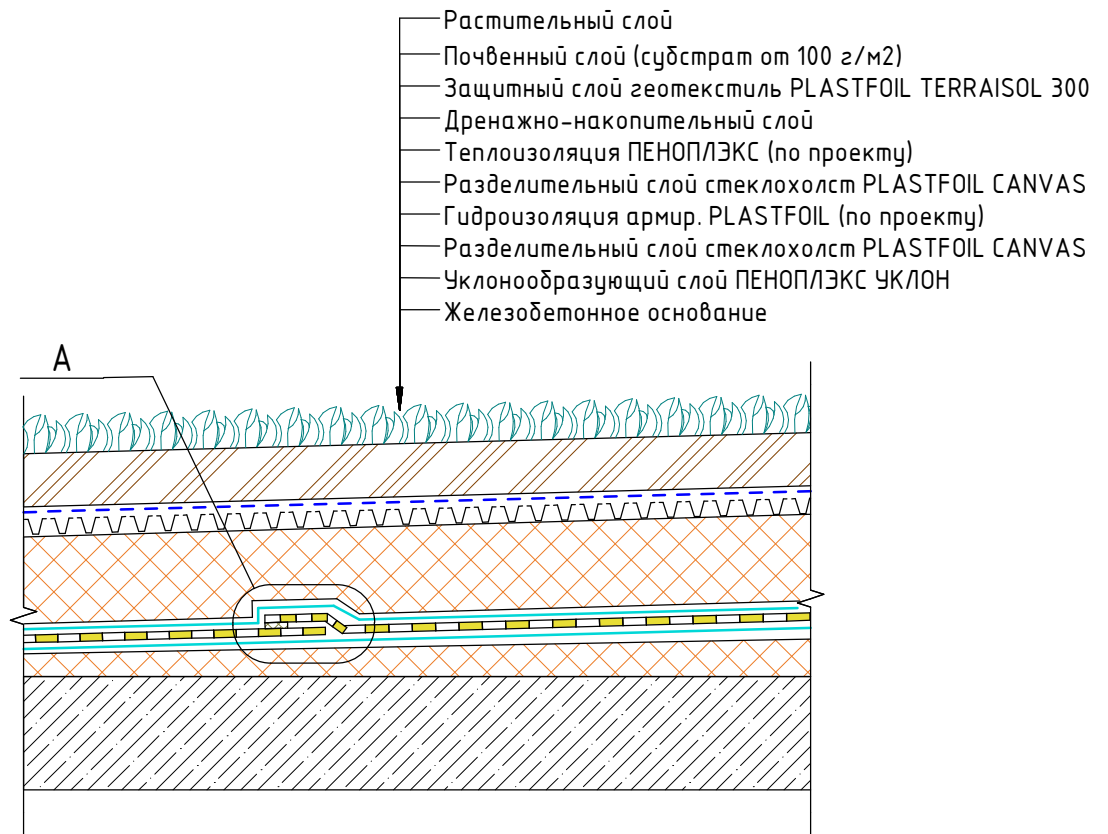 Растительный слой
Почвенный слой (субстрат от 100 г/м2)
Защитный слой геотекстиль PLASTFOIL TERRAISOL 300
Дренажно-накопительный слой
Теплоизоляция ПЕНОПЛЭКС (по проекту)
Разделительный слой стеклохолст PLASTFOIL CANVAS
Гидроизоляция армир. PLASTFOIL (по проекту)
Разделительный слой стеклохолст PLASTFOIL CANVAS
Уклонообразующий слой ПЕНОПЛЭКС УКЛОН
Железобетонное основание
А